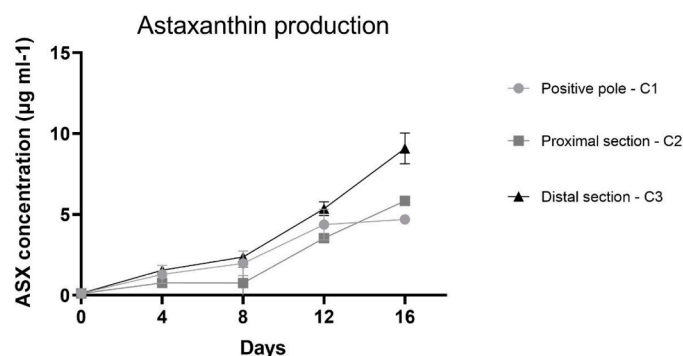 Astaxanthin production
ASX concentration (µg ml-1)
15
10
5
0
0 4 8 12 16
Days
Positive pole - C1
Proximal section - C2
Distal section - C3